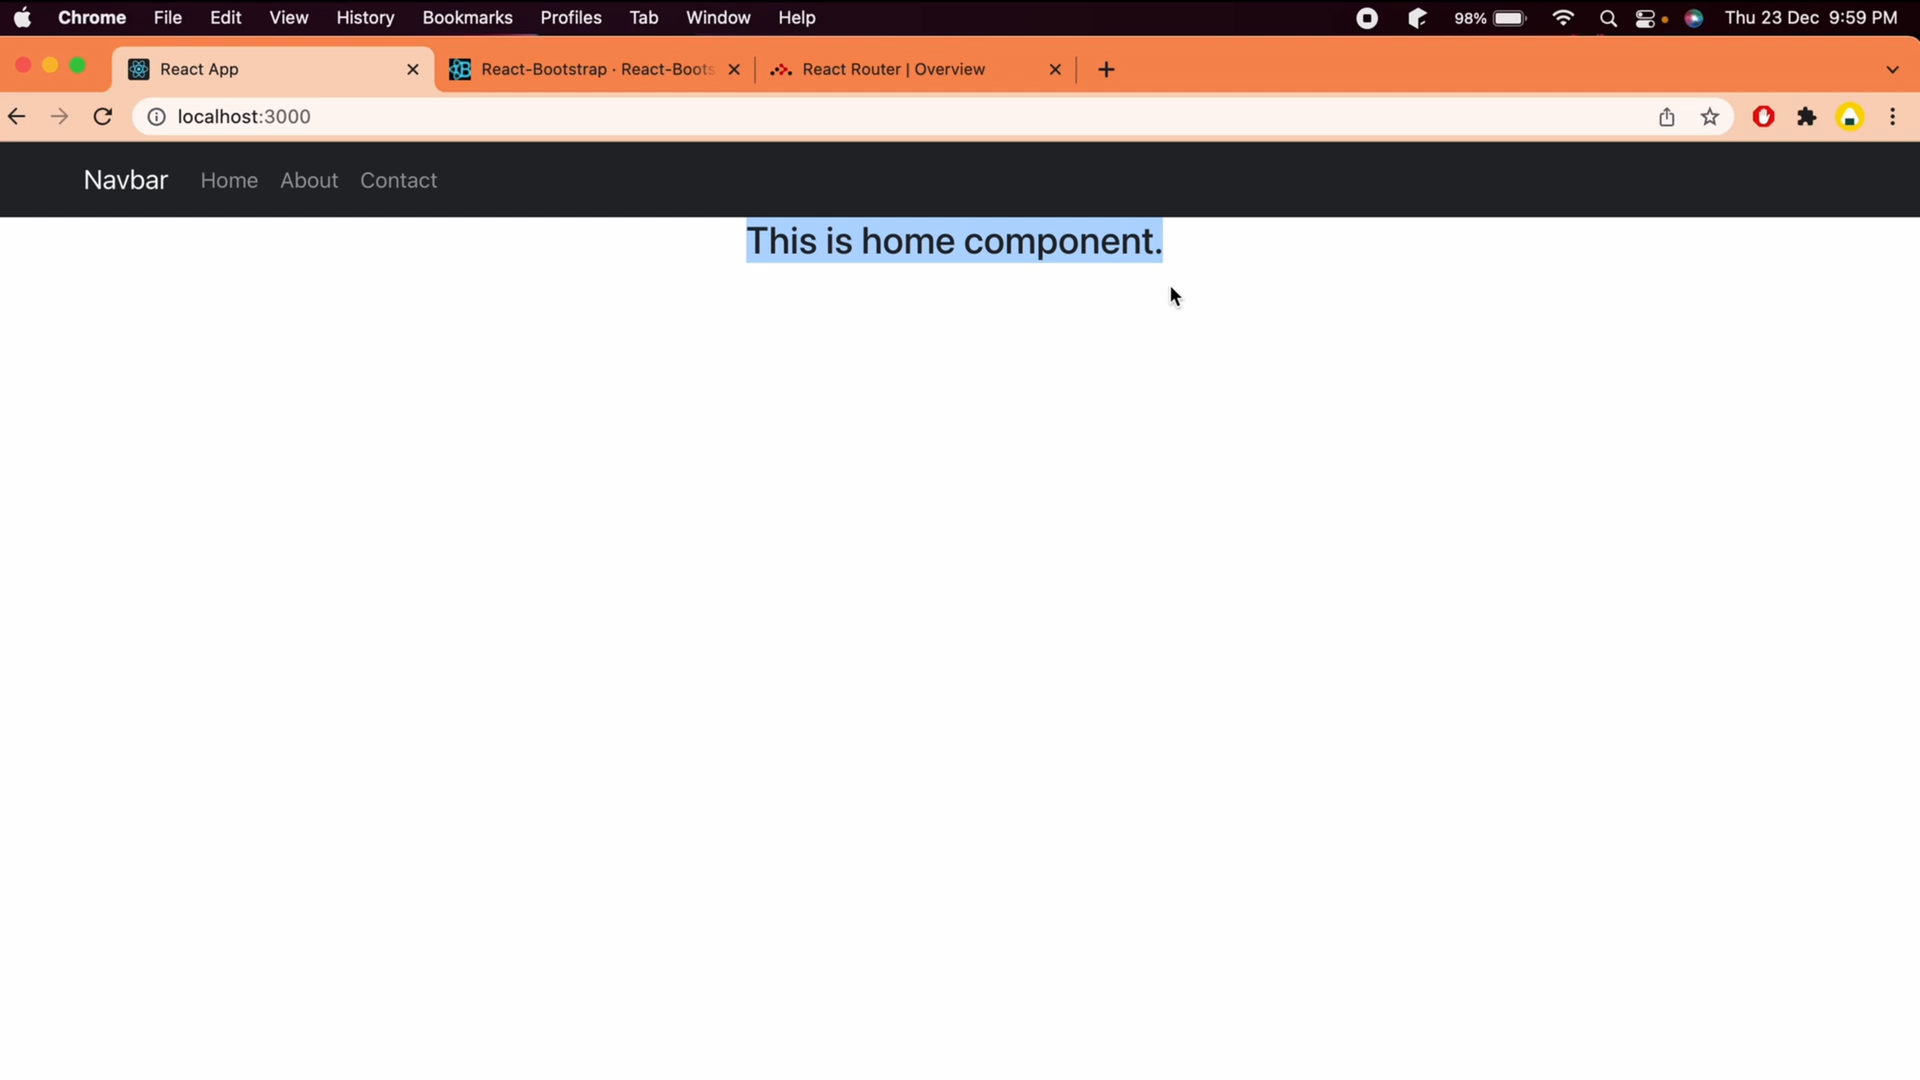 Chrome File Edit View History Bookmarks Profiles Tab Window Help 98% Thu 23 Dec 9:59 PM
React App React-Bootstrap · React-Boots React Router | Overview
localhost:3000
Navbar Home About Contact
This is home component.